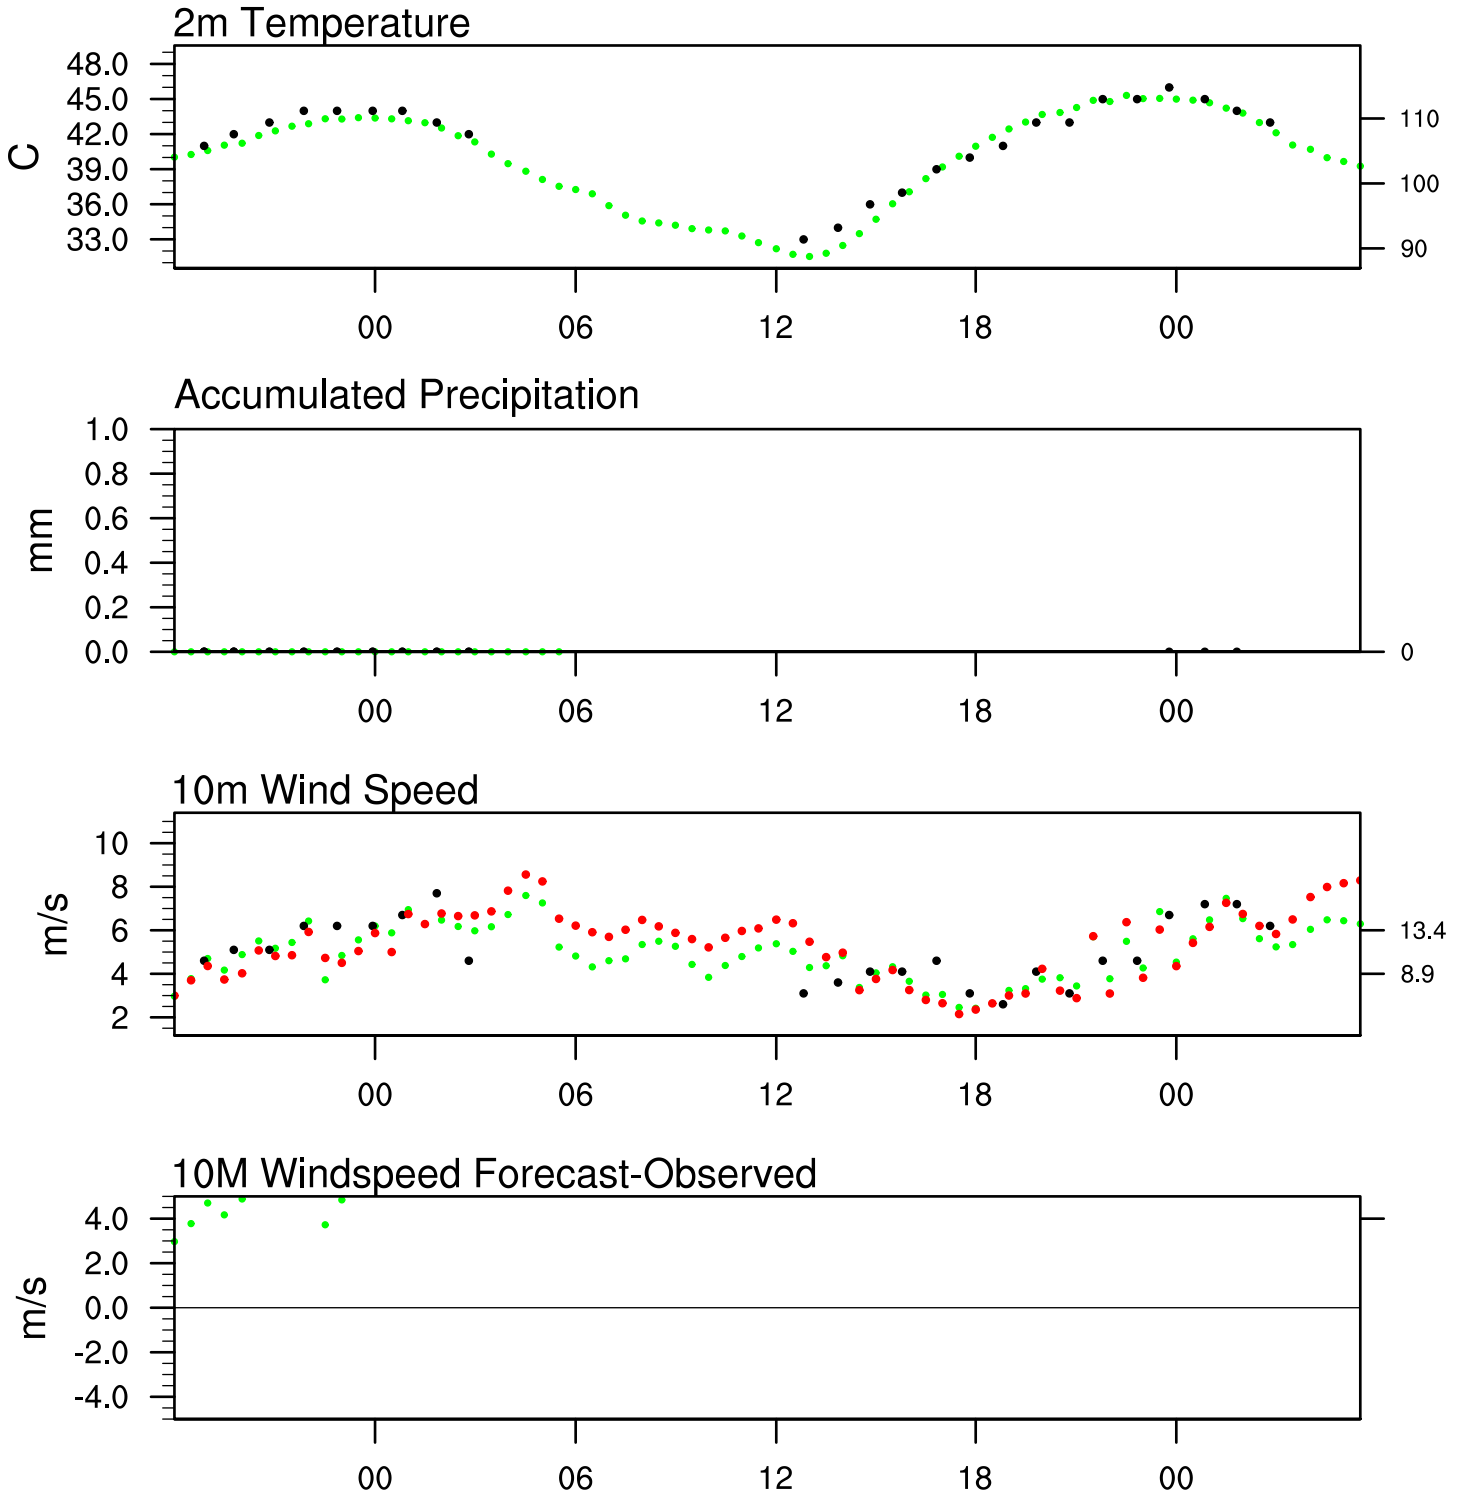 2m Temperature
48.0
45.0
42.0
39.0
36.0
33.0
C
110
100
90
00 06 12 18 00
Accumulated Precipitation
1.0
0.8
0.6
0.4
0.2
0.0
mm
0
00 06 12 18 00
10m Wind Speed
10
8
6
4
2
m/s
13.4
8.9
00 06 12 18 00
10M Windspeed Forecast-Observed
4.0
2.0
0.0
-2.0
-4.0
m/s
00 06 12 18 00